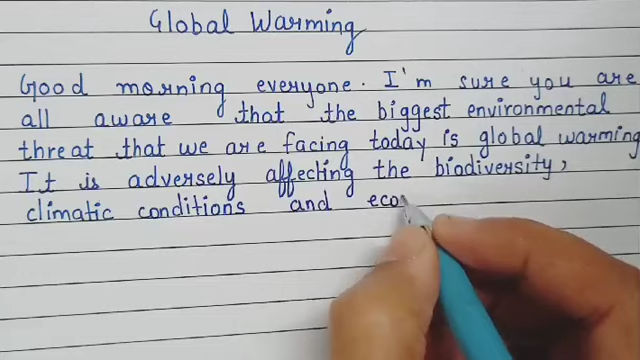 Global Warming
Good morning everyone. I'm sure you are
all aware that the biggest environmental
threat that we are facing today is global warming
It is adversely affecting the biodiversity,
climatic conditions and eco